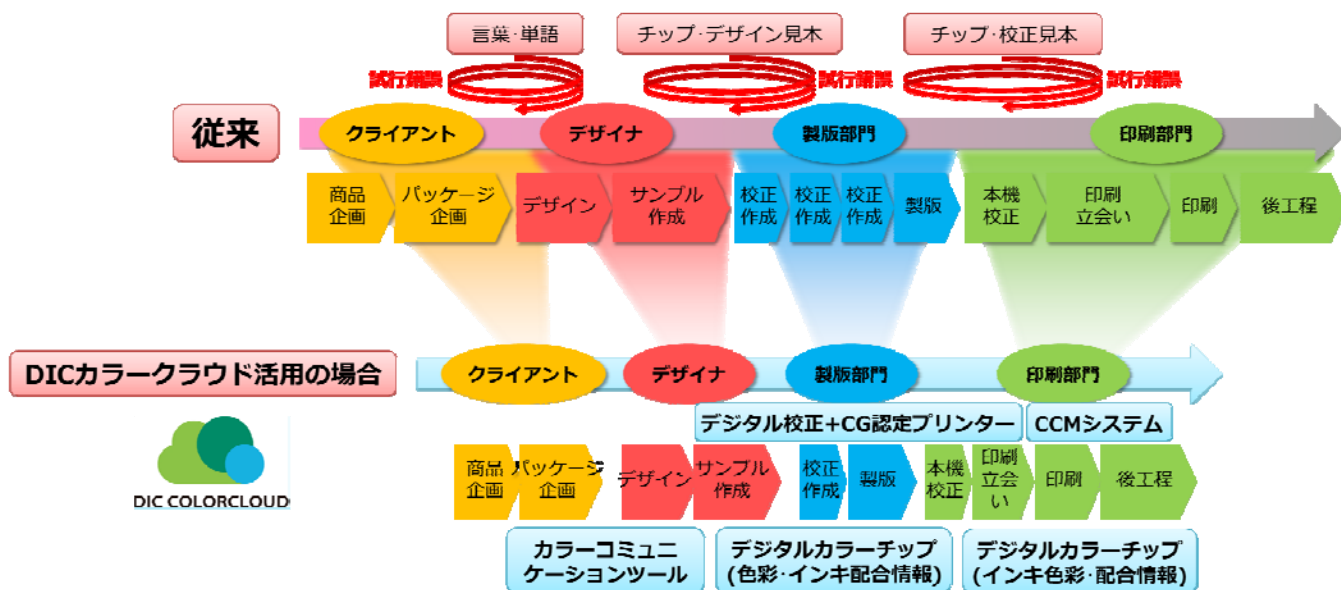 言葉・単語
チップ・デザイン見本
チップ・校正見本
試行錯誤
試行錯誤
試行錯誤
従来
クライアント
デザイナ
製版部門
印刷部門
商品
企画
パッケージ
企画
デザイン
サンプル
作成
校正
作成
校正
作成
校正
作成
製版
本機
校正
印刷
立会い
印刷
後工程
DICカラークラウド活用の場合
クライアント
デザイナ
製版部門
印刷部門
デジタル校正+CG認定プリンター
CCMシステム
DIC COLORCLOUD
商品
企画
パッケージ
企画
デザイン
サンプル
作成
校正
作成
製版
本機
校正
印刷
立会
い
印刷
後工程
カラーコミュニ
ケーションツール
デジタルカラーチップ
(色彩・インキ配合情報)
デジタルカラーチップ
(インキ色彩・配合情報)